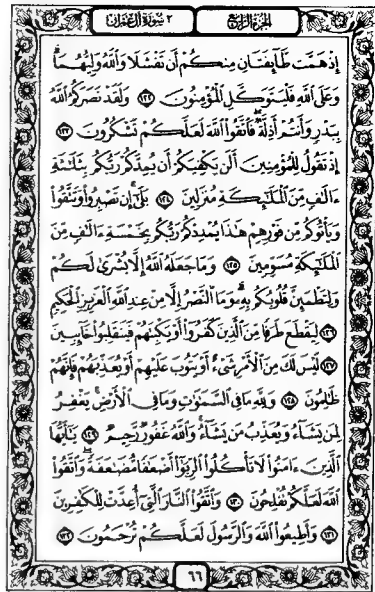 الجزء الرابع
٣ سورة آل عمران
إِذْ هَمَّت طَّآئِفَتَانِ مِنكُمْ أَن تَفْشَلَا وَٱللَّهُ وَلِيُّهُمَا ۗ
وَعَلَى ٱللَّهِ فَلْيَتَوَكَّلِ ٱلْمُؤْمِنُونَ ١٢٢ وَلَقَدْ نَصَرَكُمُ ٱللَّهُ
بِبَدْرٍ وَأَنتُمْ أَذِلَّةٌ ۖ فَٱتَّقُوا۟ ٱللَّهَ لَعَلَّكُمْ تَشْكُرُونَ ١٢٣
إِذْ تَقُولُ لِلْمُؤْمِنِينَ أَلَن يَكْفِيَكُمْ أَن يُمِدَّكُمْ رَبُّكُم بِثَلَٰثَةِ
ءَالَٰفٍ مِّنَ ٱلْمَلَٰٓئِكَةِ مُنزَلِينَ ١٢٤ بَلَىٰٓ ۚ إِن تَصْبِرُوا۟ وَتَتَّقُوا۟
وَيَأْتُوكُم مِّن فَوْرِهِمْ هَٰذَا يُمْدِدْكُمْ رَبُّكُم بِخَمْسَةِ ءَالَٰفٍ مِّنَ
ٱلْمَلَٰٓئِكَةِ مُسَوِّمِينَ ١٢٥ وَمَا جَعَلَهُ ٱللَّهُ إِلَّا بُشْرَىٰ لَكُمْ
وَلِتَطْمَئِنَّ قُلُوبُكُم بِهِۦ ۗ وَمَا ٱلنَّصْرُ إِلَّا مِنْ عِندِ ٱللَّهِ ٱلْعَزِيزِ ٱلْحَكِيمِ
١٢٦ لِيَقْطَعَ طَرَفًا مِّنَ ٱلَّذِينَ كَفَرُوٓا۟ أَوْ يَكْبِتَهُمْ فَيَنقَلِبُوا۟ خَآئِبِينَ
١٢٧ لَيْسَ لَكَ مِنَ ٱلْأَمْرِ شَىْءٌ أَوْ يَتُوبَ عَلَيْهِمْ أَوْ يُعَذِّبَهُمْ فَإِنَّهُمْ
ظَٰلِمُونَ ١٢٨ وَلِلَّهِ مَا فِى ٱلسَّمَٰوَٰتِ وَمَا فِى ٱلْأَرْضِ ۚ يَغْفِرُ
لِمَن يَشَآءُ وَيُعَذِّبُ مَن يَشَآءُ ۚ وَٱللَّهُ غَفُورٌ رَّحِيمٌ ١٢٩ يَٰٓأَيُّهَا
ٱلَّذِينَ ءَامَنُوا۟ لَا تَأْكُلُوا۟ ٱلرِّبَوٰٓا۟ أَضْعَٰفًا مُّضَٰعَفَةً ۖ وَٱتَّقُوا۟
ٱللَّهَ لَعَلَّكُمْ تُفْلِحُونَ ١٣٠ وَٱتَّقُوا۟ ٱلنَّارَ ٱلَّتِىٓ أُعِدَّتْ لِلْكَٰفِرِينَ
١٣١ وَأَطِيعُوا۟ ٱللَّهَ وَٱلرَّسُولَ لَعَلَّكُمْ تُرْحَمُونَ ١٣٢
٦٦